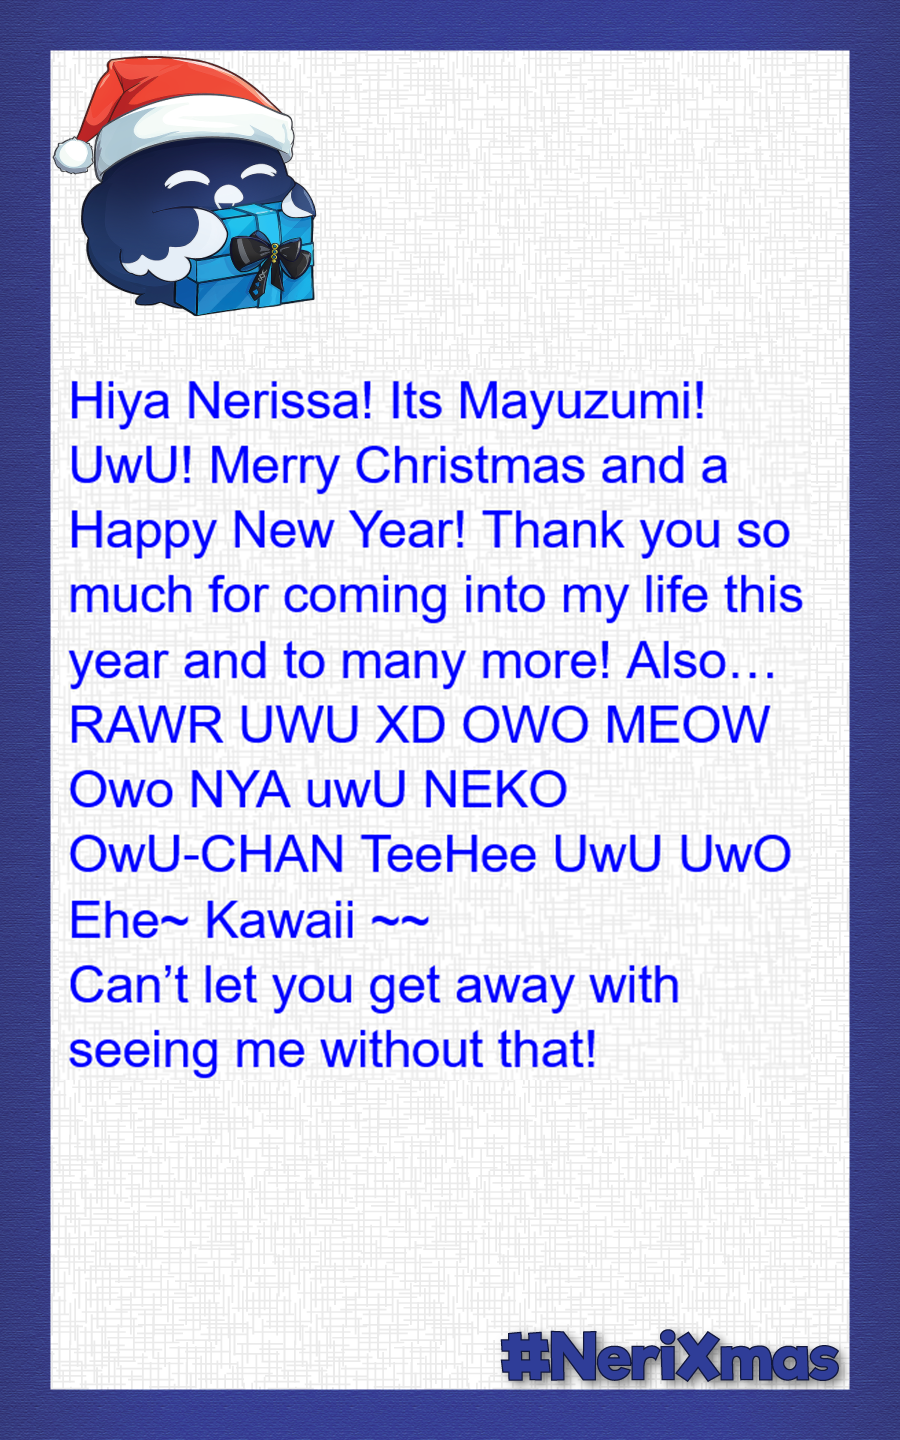 Hiya Nerissa! Its Mayuzumi!
UwU! Merry Christmas and a
Happy New Year! Thank you so
much for coming into my life this
year and to many more! Also…
RAWR UWU XD OWO MEOW
Owo NYA uwU NEKO
OwU-CHAN TeeHee UwU UwO
Ehe~ Kawaii ~~
Can’t let you get away with
seeing me without that!
#NeriXmas